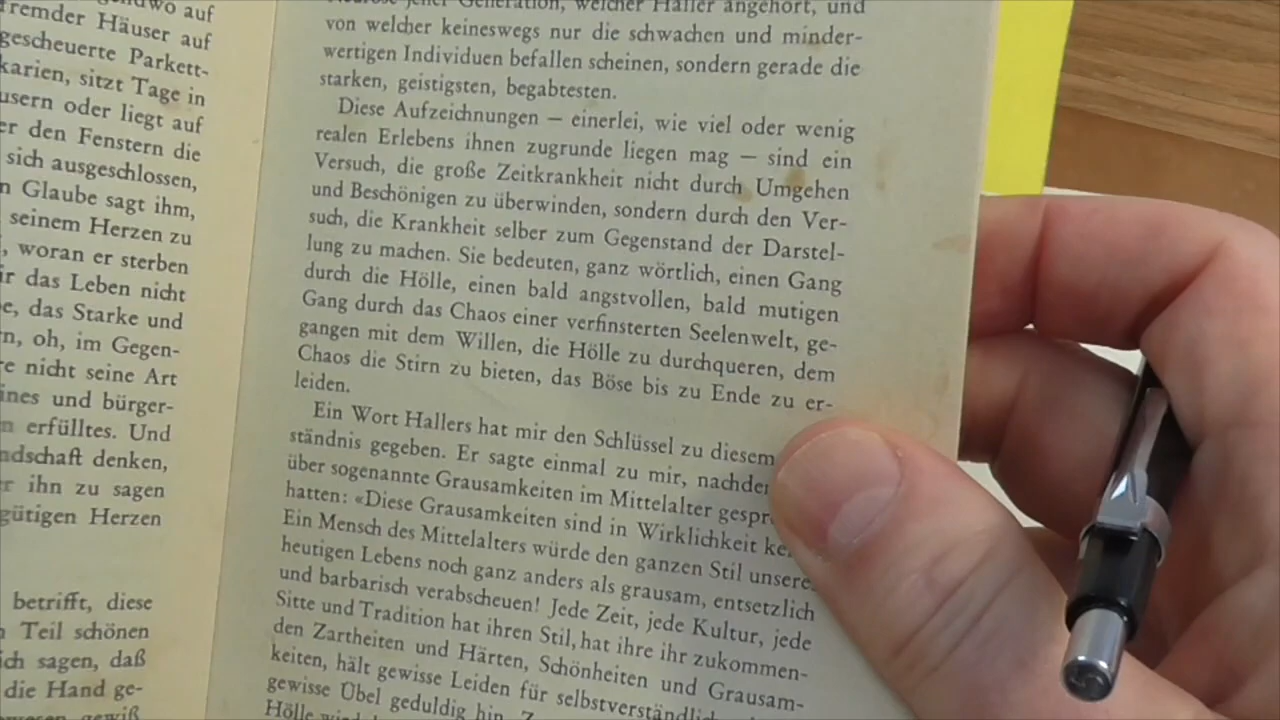 auf
fremder Häuser auf
gescheuerte Parkett-
sitzt Tage in
oder liegt auf
den Fenstern die
sich ausgeschlossen,
Glaube sagt ihm,
seinem Herzen zu
woran er sterben
das Leben nicht
das Starke und
oh, im Gegen-
nicht seine Art
und bürger-
erfülltes. Und
denken,
ihn zu sagen
gütigen Herzen
betrifft, diese
Teil schönen
sagen, daß
die Hand ge-
gewiß
Generation, welcher Haller angehört, und
von welcher keineswegs nur die schwachen und minder-
wertigen Individuen befallen scheinen, sondern gerade die
starken, geistigsten, begabtesten.
Diese Aufzeichnungen — einerlei, wie viel oder wenig
realen Erlebens ihnen zugrunde liegen mag — sind ein
Versuch, die große Zeitkrankheit nicht durch Umgehen
und Beschönigen zu überwinden, sondern durch den Ver-
such, die Krankheit selber zum Gegenstand der Darstel-
lung zu machen. Sie bedeuten, ganz wörtlich, einen Gang
durch die Hölle, einen bald angstvollen, bald mutigen
Gang durch das Chaos einer verfinsterten Seelenwelt, ge-
gangen mit dem Willen, die Hölle zu durchqueren, dem
Chaos die Stirn zu bieten, das Böse bis zu Ende zu er-
leiden.
Ein Wort Hallers hat mir den Schlüssel zu diesem
ständnis gegeben. Er sagte einmal zu mir,
über sogenannte Grausamkeiten im Mittelalter
hatten: «Diese Grausamkeiten sind in Wirklichkeit
Ein Mensch des Mittelalters würde den ganzen Stil
heutigen Lebens noch ganz anders als grausam, entsetzlich
und barbarisch verabscheuen! Jede Zeit, jede Kultur, jede
Sitte und Tradition hat ihren Stil, hat ihre ihr zukommen-
den Zartheiten und Härten, Schönheiten und Grausam-
keiten, hält gewisse Leiden für
gewisse Übel geduldig hin.
Hölle